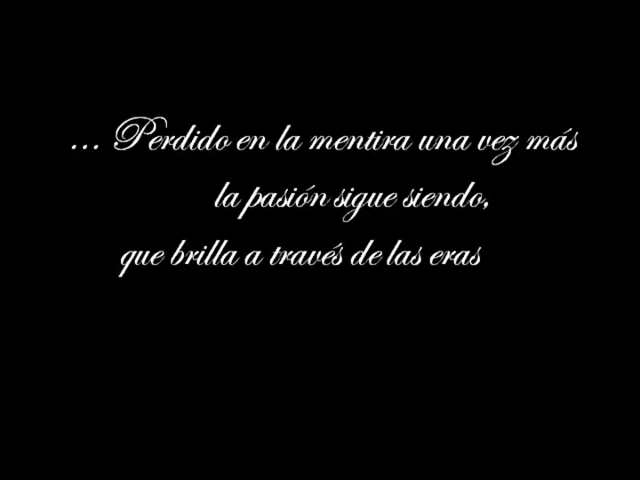 ... Perdido en la mentira una vez más
la pasión sigue siendo,
que brilla a través de las eras